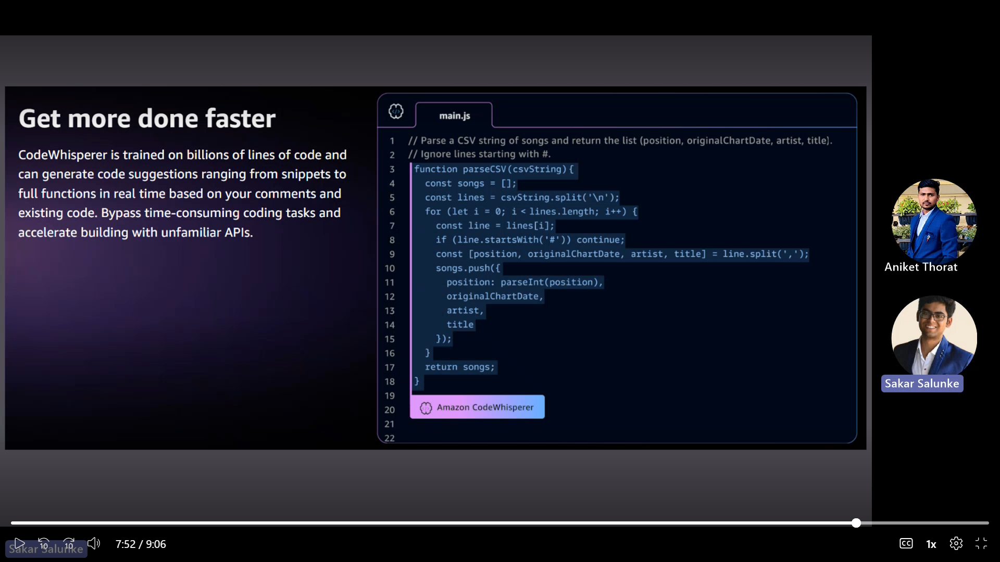 Get more done faster
CodeWhisperer is trained on billions of lines of code and
can generate code suggestions ranging from snippets to
full functions in real time based on your comments and
existing code. Bypass time-consuming coding tasks and
accelerate building with unfamiliar APIs.
main.js
1 // Parse a CSV string of songs and return the list (position, originalChartDate, artist, title).
2 // Ignore lines starting with #.
3 function parseCSV(csvString){
4 const songs = [];
5 const lines = csvString.split('\n');
6 for (let i = 0; i < lines.length; i++) {
7 const line = lines[i];
8 if (line.startsWith('#')) continue;
9 const [position, originalChartDate, artist, title] = line.split(',');
10 songs.push({
11 position: parseInt(position),
12 originalChartDate,
13 artist,
14 title
15 });
16 }
17 return songs;
18 }
19
20 Amazon CodeWhisperer
21
22
Aniket Thorat
Sakar Salunke
Sakar Salunke
10
10
7:52 / 9:06
CC
1x